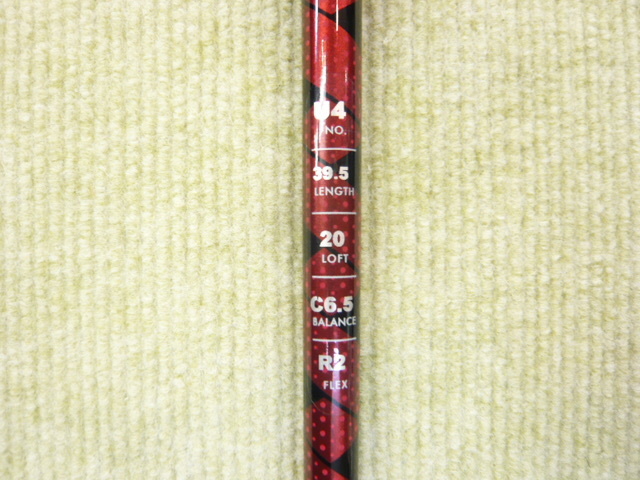 U4
NO.
39.5
LENGTH
20
LOFT
C6.5
BALANCE
R2
FLEX